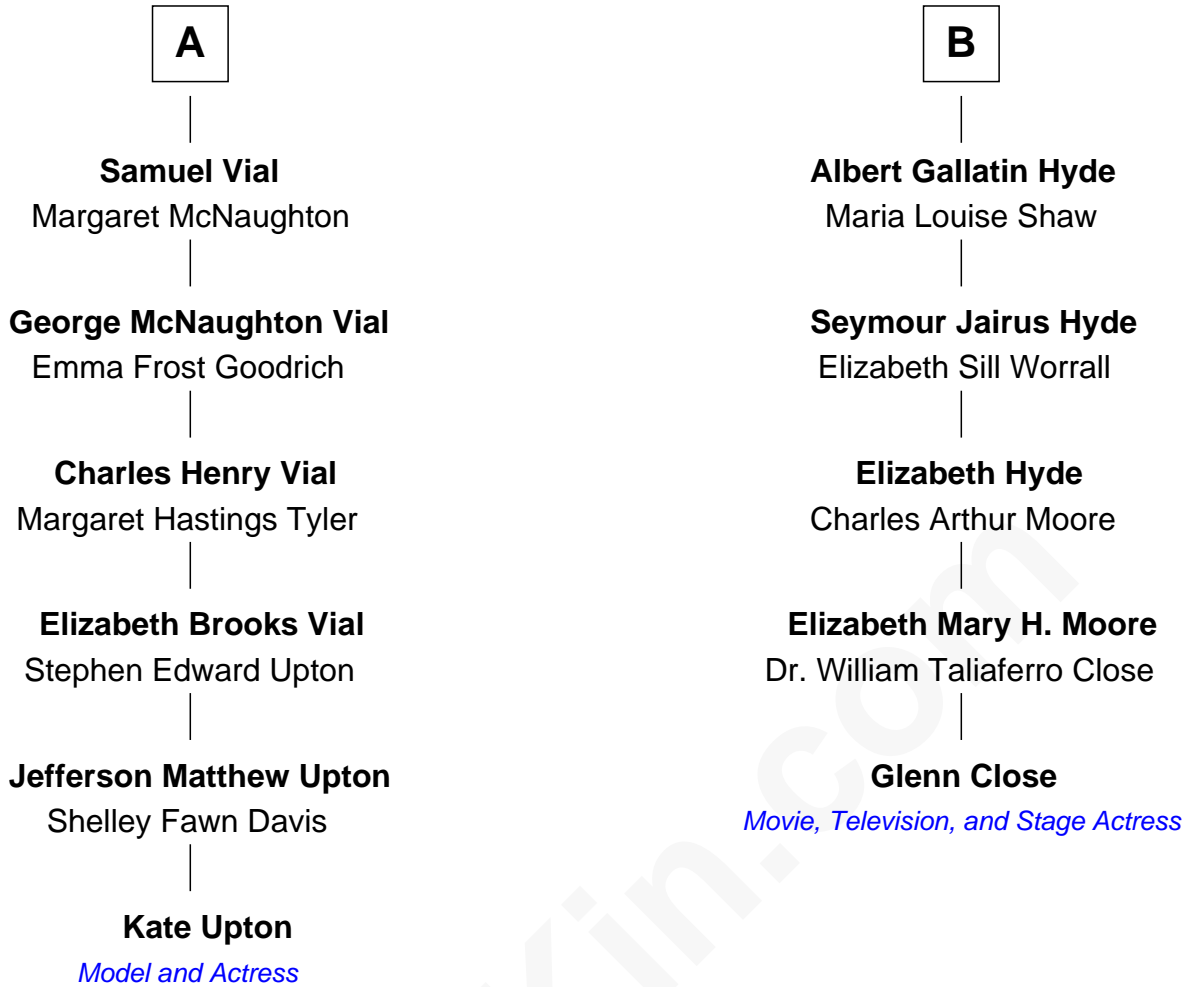 A
Samuel Vial
Margaret McNaughton
George McNaughton Vial
Emma Frost Goodrich
Charles Henry Vial
Margaret Hastings Tyler
Elizabeth Brooks Vial
Stephen Edward Upton
Jefferson Matthew Upton
Shelley Fawn Davis
Kate Upton
Model and Actress
B
Albert Gallatin Hyde
Maria Louise Shaw
Seymour Jairus Hyde
Elizabeth Sill Worrall
Elizabeth Hyde
Charles Arthur Moore
Elizabeth Mary H. Moore
Dr. William Taliaferro Close
Glenn Close
Movie, Television, and Stage Actress
Kin.com